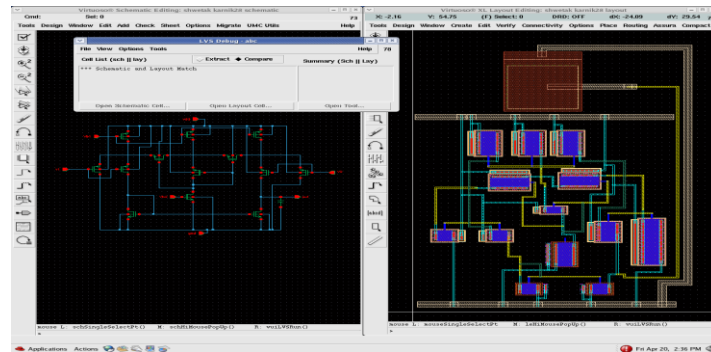 Virtuoso® Schematic Editing: shwetak karnik28 schematic
Cmd: Sel: 0 73
Tools Design Window Edit Add Check Sheet Options Migrate UMC Utils Help
LVS Debug - abc
File View Options Tools Help 70
Cell List (sch || lay) Extract Compare Summary (Sch || Lay)
*** Schematic and Layout Match
Open Schematic Cell... Open Layout Cell... Open Tool...
mouse L: schSingleSelectPt() M: schHiMousePopUp() R: vuiLVSRun()
>
Virtuoso® XL Layout Editing: shwetak karnik28 layout
X: -2.16 Y: 54.75 (F) Select: 0 DRD: OFF dX: -24.09 dY: 29.54
Tools Design Window Create Edit Verify Connectivity Options Place Routing Assura Compact
[abcd]
mouse L: mouseSingleSelectPt M: leHiMousePopUp() R: vuiLVSRun()
>
Applications Actions Fri Apr 20, 2:36 PM